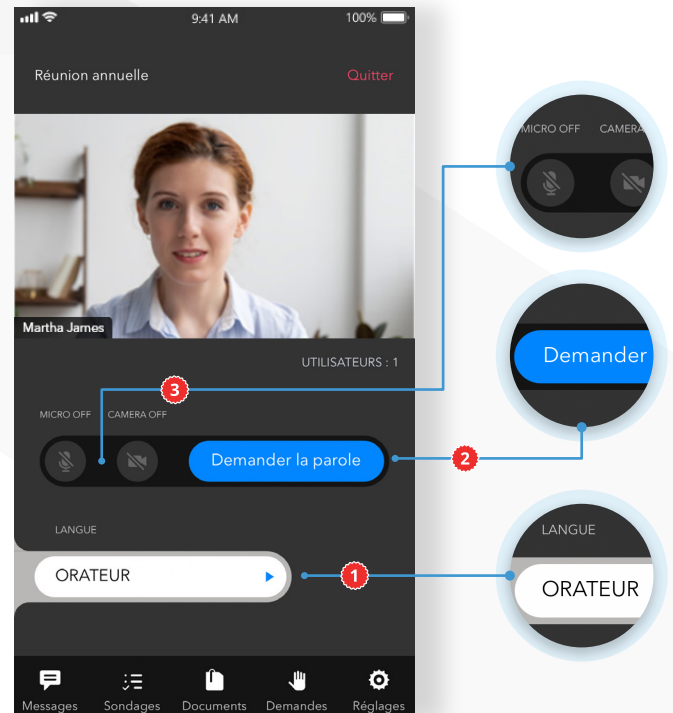 9:41 AM 100%
Réunion annuelle Quitter
Martha James
UTILISATEURS : 1
3
MICRO OFF CAMERA OFF
Demander la parole
2
LANGUE
ORATEUR
1
Messages Sondages Documents Demandes Réglages
MICRO OFF CAMERA
Demander
LANGUE
ORATEUR